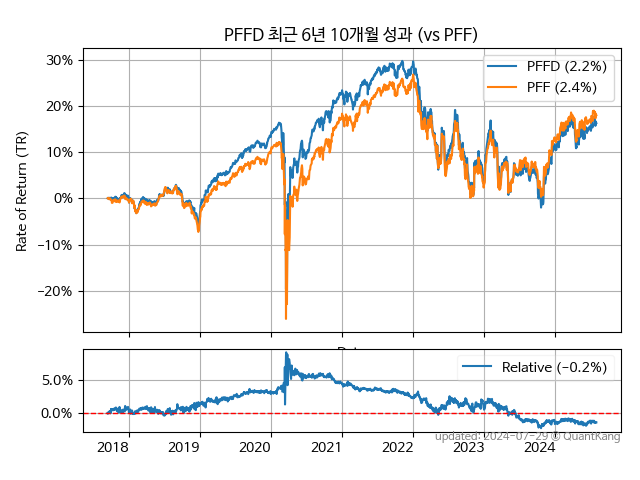 PFFD 최근 6년 10개월 성과 (vs PFF)
Rate of Return (TR)
30%
20%
10%
0%
−10%
−20%
PFFD (2.2%)
PFF (2.4%)
5.0%
0.0%
Relative (−0.2%)
2018 2019 2020 2021 2022 2023 2024
updated: 2024-07-29 © QuantKang